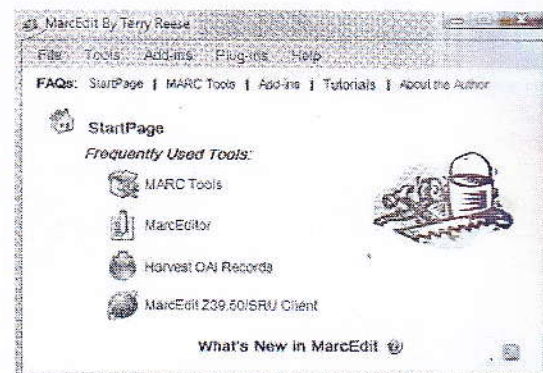 MarcEdit By Terry Reese
File Tools Add-ins Plug-ins Help
FAQs: StartPage | MARC Tools | Add-ins | Tutorials | About the Author
StartPage
Frequently Used Tools:
MARC Tools
MarcEditor
Harvest OAI Records
MarcEdit Z39.50/SRU Client
What's New in MarcEdit